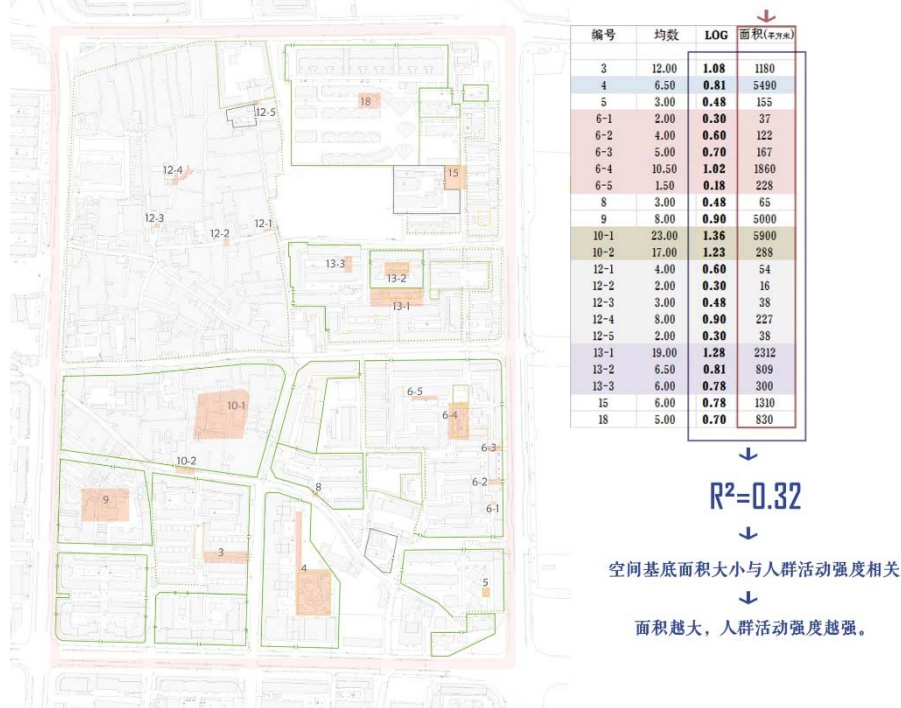 18
12-5
15
12-4
12-3
12-2
12-1
13-3
13-2
13-1
6-5
10-1
6-4
6-3
10-2
6-2
8
9
6-1
3
4
5
编号 均数 LOG 面积(平方米)
3 12.00 1.08 1180
4 6.50 0.81 5490
5 3.00 0.48 155
6-1 2.00 0.30 37
6-2 4.00 0.60 122
6-3 5.00 0.70 167
6-4 10.50 1.02 1860
6-5 1.50 0.18 228
8 3.00 0.48 65
9 8.00 0.90 5000
10-1 23.00 1.36 5900
10-2 17.00 1.23 288
12-1 4.00 0.60 54
12-2 2.00 0.30 16
12-3 3.00 0.48 38
12-4 8.00 0.90 227
12-5 2.00 0.30 38
13-1 19.00 1.28 2312
13-2 6.50 0.81 809
13-3 6.00 0.78 300
15 6.00 0.78 1310
18 5.00 0.70 830
R²=0.32
空间基底面积大小与人群活动强度相关
面积越大，人群活动强度越强。